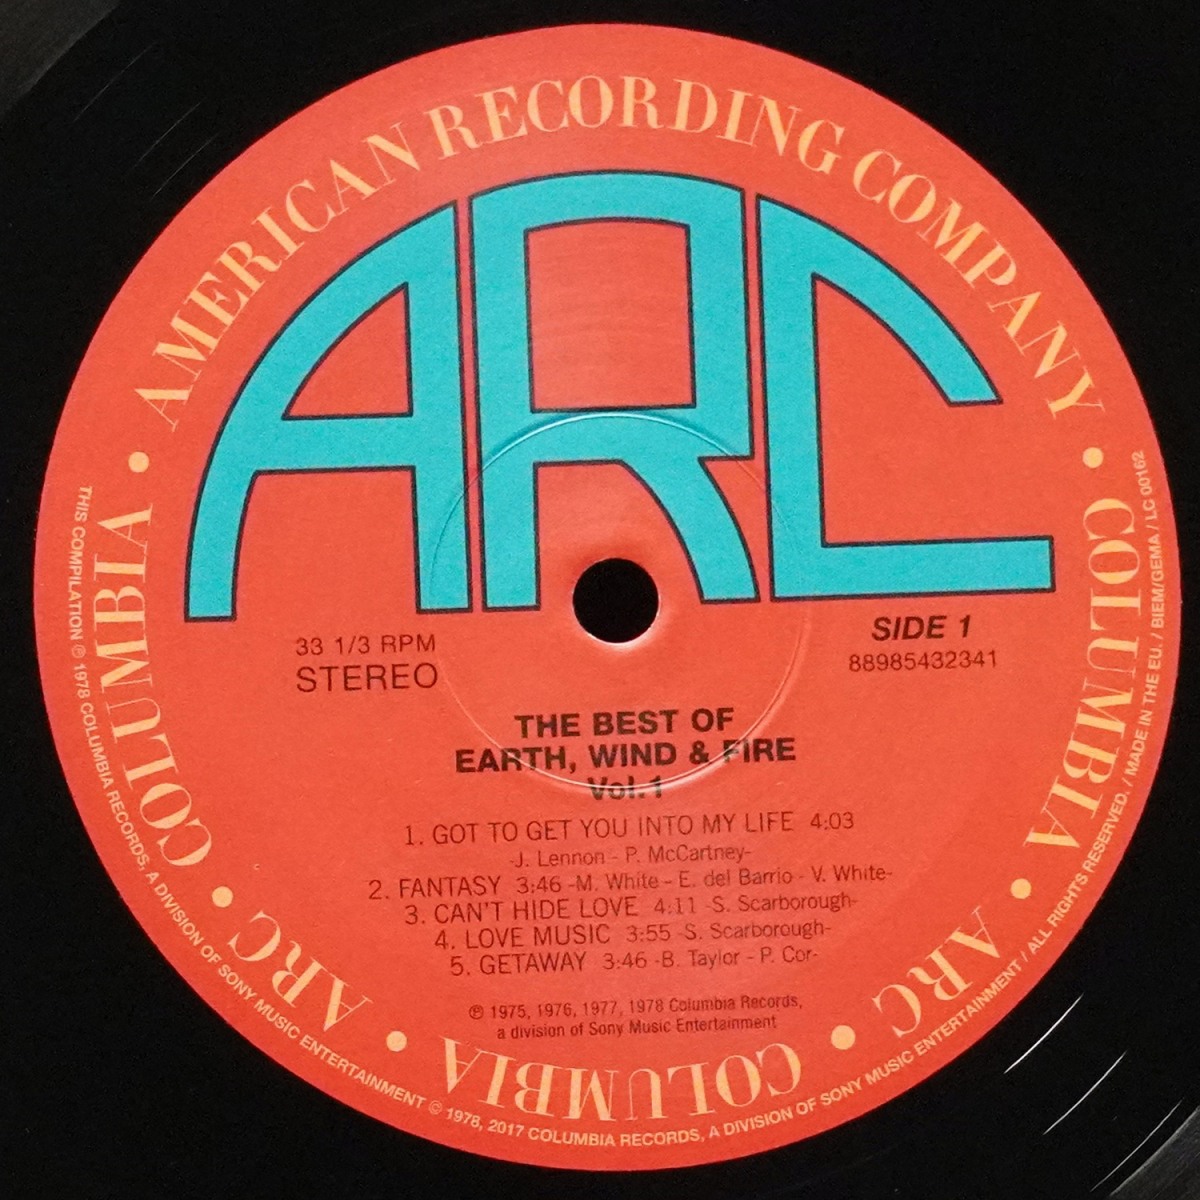 AMERICAN RECORDING COMPANY • COLUMBIA • ARC • COLUMBIA • ARC • COLUMBIA •
ARC
33 1/3 RPM
STEREO
SIDE 1
88985432341
THE BEST OF
EARTH, WIND & FIRE
Vol.1
1. GOT TO GET YOU INTO MY LIFE 4:03
-J. Lennon - P. McCartney-
2. FANTASY 3:46 -M. White - E. del Barrio - V. White-
3. CAN'T HIDE LOVE 4:11 -S. Scarborough-
4. LOVE MUSIC 3:55 -S. Scarborough-
5. GETAWAY 3:46 -B. Taylor - P. Cor-
℗ 1975, 1976, 1977, 1978 Columbia Records,
a division of Sony Music Entertainment
THIS COMPILATION ℗ 1978 COLUMBIA RECORDS, A DIVISION OF SONY MUSIC ENTERTAINMENT © 1978, 2017 COLUMBIA RECORDS, A DIVISION OF SONY MUSIC ENTERTAINMENT / ALL RIGHTS RESERVED. / MADE IN THE EU. / BIEM/GEMA / LC 00162